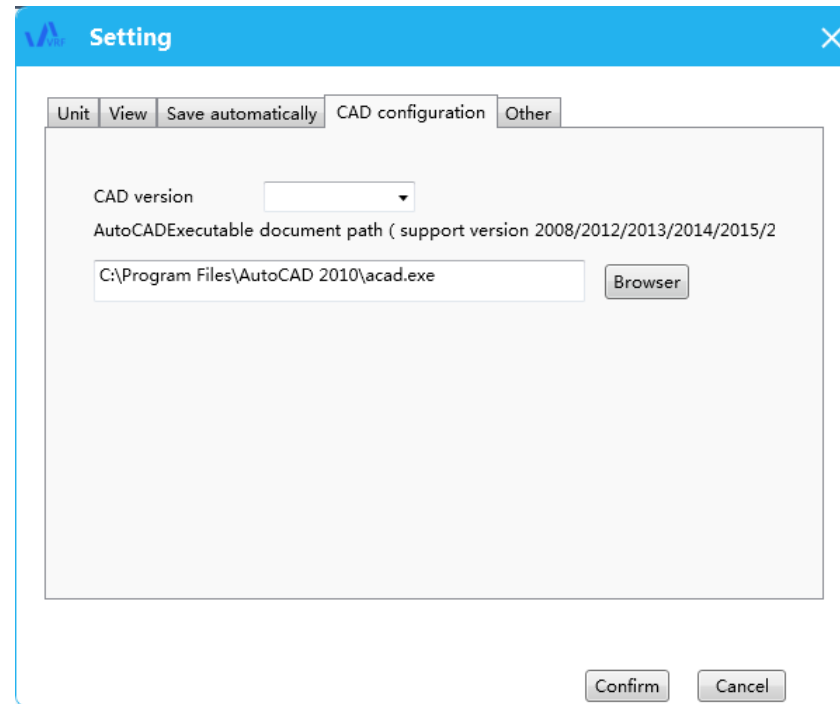 VRF Setting
Unit View Save automatically CAD configuration Other
CAD version
AutoCADExecutable document path ( support version 2008/2012/2013/2014/2015/2
C:\Program Files\AutoCAD 2010\acad.exe Browser
Confirm Cancel